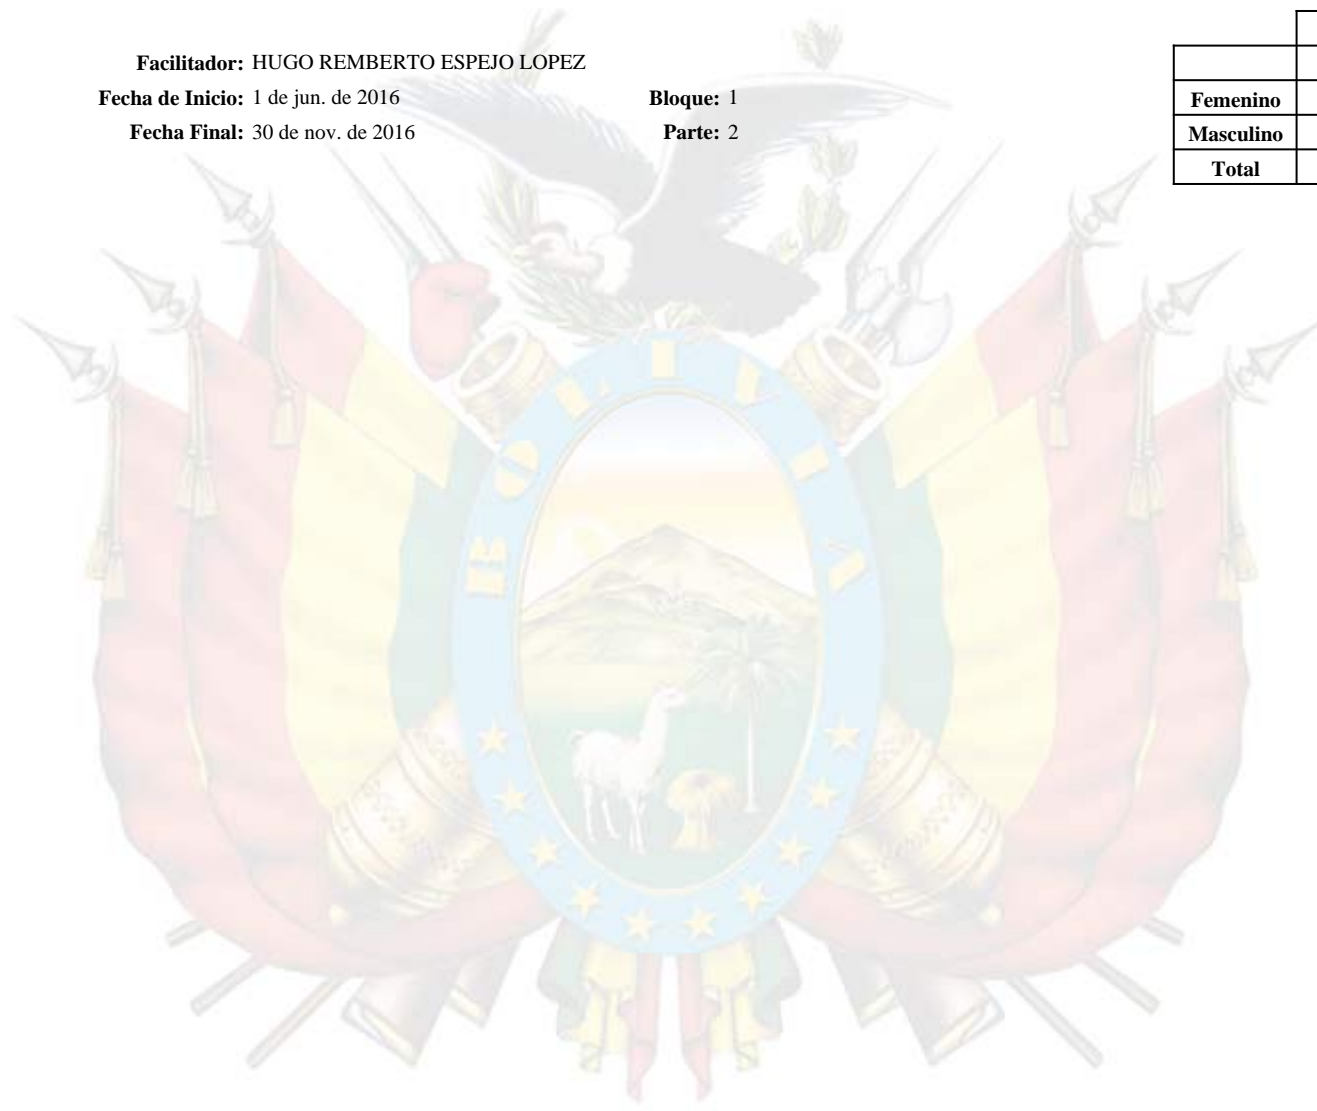 Facilitador: HUGO REMBERTO ESPEJO LOPEZ
Fecha de Inicio: 1 de jun. de 2016 Bloque: 1
Fecha Final: 30 de nov. de 2016 Parte: 2
Femenino
Masculino
Total
BOLIVIA